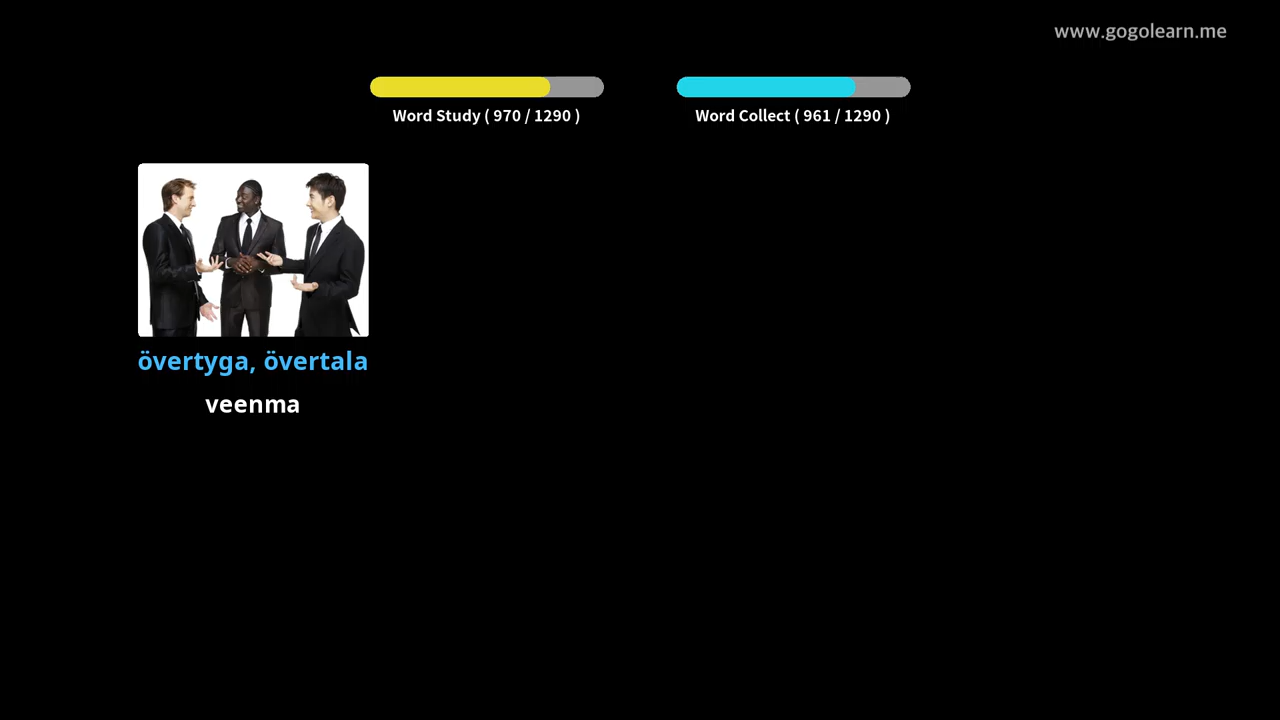 www.gogolearn.me
Word Study ( 970 / 1290 )
Word Collect ( 961 / 1290 )
övertyga, övertala
veenma